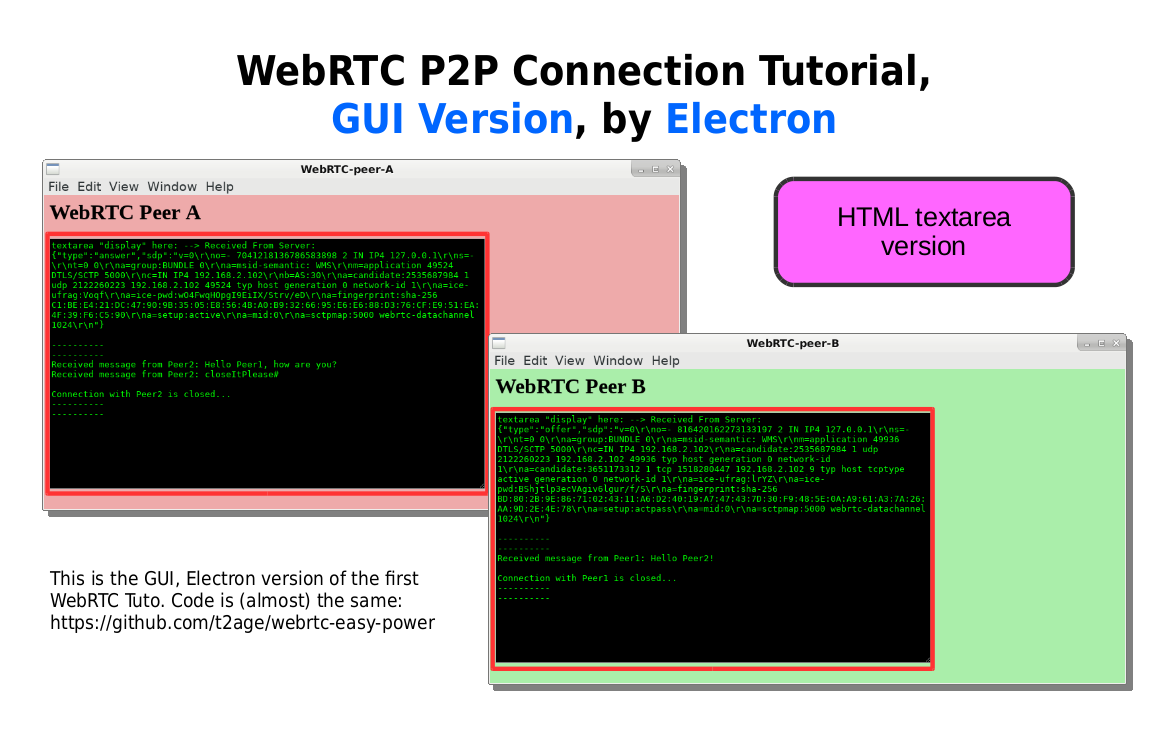 WebRTC P2P Connection Tutorial,
GUI Version, by Electron
WebRTC-peer-A
File Edit View Window Help
WebRTC Peer A
textarea "display" here: --> Received From Server:
{"type":"answer","sdp":"v=0\r\no=- 7041218136786583898 2 IN IP4 127.0.0.1\r\ns=-
\r\nt=0 0\r\na=group:BUNDLE 0\r\na=msid-semantic: WMS\r\nm=application 49524
DTLS/SCTP 5000\r\nc=IN IP4 192.168.2.102\r\nb=AS:30\r\na=candidate:2535687984 1
udp 2122260223 192.168.2.102 49524 typ host generation 0 network-id 1\r\na=ice-
ufrag:Voqf\r\na=ice-pwd:wO4FwqHOpgI9EiIX/Strv/eD\r\na=fingerprint:sha-256
C1:BE:E4:21:DC:47:90:9B:35:05:E8:56:4B:A0:B9:32:66:95:E6:E6:88:D3:76:CF:E9:51:EA:
4F:39:F6:C5:90\r\na=setup:active\r\na=mid:0\r\na=sctpmap:5000 webrtc-datachannel
1024\r\n"}
----------
----------
Received message from Peer2: Hello Peer1, how are you?
Received message from Peer2: closeItPlease#
Connection with Peer2 is closed...
----------
----------
HTML textarea
version
WebRTC-peer-B
File Edit View Window Help
WebRTC Peer B
textarea "display" here: --> Received From Server:
{"type":"offer","sdp":"v=0\r\no=- 816420162273133197 2 IN IP4 127.0.0.1\r\ns=-
\r\nt=0 0\r\na=group:BUNDLE 0\r\na=msid-semantic: WMS\r\nm=application 49936
DTLS/SCTP 5000\r\nc=IN IP4 192.168.2.102\r\na=candidate:2535687984 1 udp
2122260223 192.168.2.102 49936 typ host generation 0 network-id
1\r\na=candidate:3651173312 1 tcp 1518280447 192.168.2.102 9 typ host tcptype
active generation 0 network-id 1\r\na=ice-ufrag:lrYZ\r\na=ice-
pwd:BShjtlp3ecVAgiv6lgur/f/S\r\na=fingerprint:sha-256
BD:80:2B:9E:86:71:02:43:11:A6:D2:40:19:A7:47:43:7D:30:F9:48:5E:0A:A9:61:A3:7A:26:
AA:9D:2E:4E:78\r\na=setup:actpass\r\na=mid:0\r\na=sctpmap:5000 webrtc-datachannel
1024\r\n"}
----------
----------
Received message from Peer1: Hello Peer2!
Connection with Peer1 is closed...
----------
----------
This is the GUI, Electron version of the first
WebRTC Tuto. Code is (almost) the same:
https://github.com/t2age/webrtc-easy-power